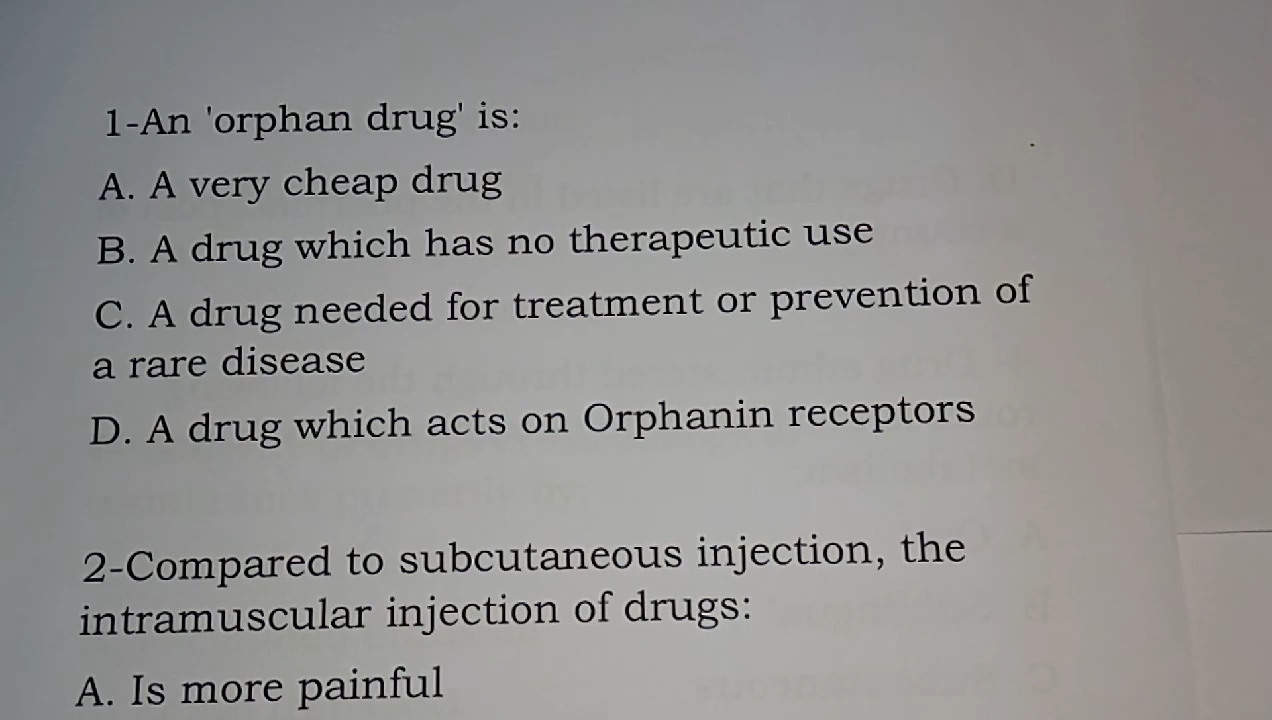 1-An 'orphan drug' is:
A. A very cheap drug
B. A drug which has no therapeutic use
C. A drug needed for treatment or prevention of
a rare disease
D. A drug which acts on Orphanin receptors
2-Compared to subcutaneous injection, the
intramuscular injection of drugs:
A. Is more painful